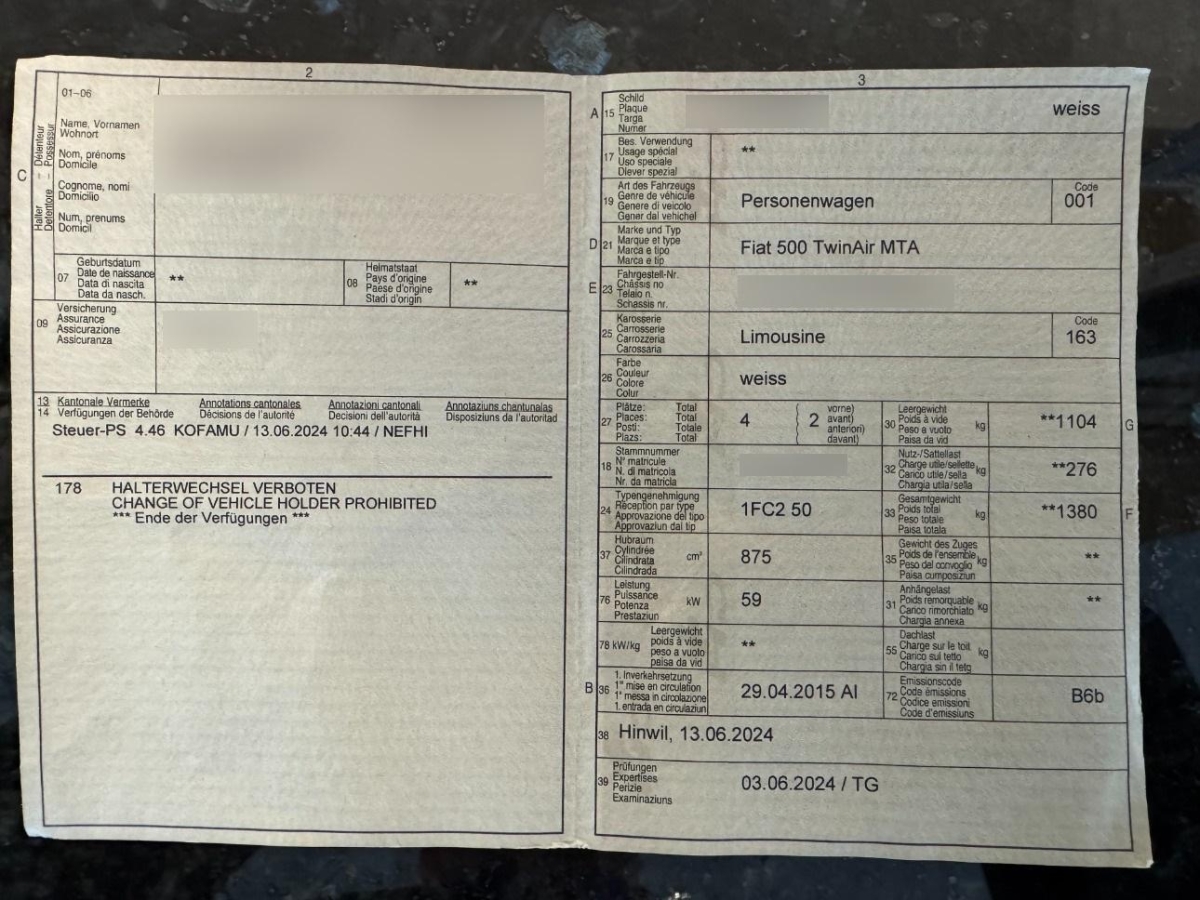 2
01-06
Name, Vornamen
Wohnort
Nom, prénoms
Domicile
Cognome, nomi
Domicilio
Num, prenums
Domicil
C
Halter – Détenteur
Detentore – Possessur
07
Geburtsdatum
Date de naissance
Data di nascita
Data da nasch.
**
08
Heimatstaat
Pays d'origine
Paese d'origine
Stadi d'origin
**
09
Versicherung
Assurance
Assicurazione
Assicuranza
13 Kantonale Vermerke Annotations cantonales Annotazioni cantonali Annotaziuns chantunalas
14 Verfügungen der Behörde Décisions de l'autorité Decisioni dell'autorità Disposiziuns da l'autoritad
Steuer-PS 4.46 KOFAMU / 13.06.2024 10:44 / NEFHI
178 HALTERWECHSEL VERBOTEN
CHANGE OF VEHICLE HOLDER PROHIBITED
*** Ende der Verfügungen ***
3
A 15
Schild
Plaque
Targa
Numer
weiss
17
Bes. Verwendung
Usage spécial
Uso speciale
Diever spezial
**
19
Art des Fahrzeugs
Genre de véhicule
Genere di veicolo
Gener dal vehichel
Personenwagen
Code
001
D 21
Marke und Typ
Marque et type
Marca e tipo
Marca e tip
Fiat 500 TwinAir MTA
E 23
Fahrgestell-Nr.
Châssis no
Telaio n.
Schassis nr.
25
Karosserie
Carrosserie
Carrozzeria
Carossaria
Limousine
Code
163
26
Farbe
Couleur
Colore
Colur
weiss
27
Plätze: Total
Places: Total
Posti: Totale
Plazs: Total
4
( 2
vorne)
avant)
anteriori)
davant)
30
Leergewicht
Poids à vide
Peso a vuoto
Paisa da vid
kg
**1104
G
18
Stammnummer
N° matricule
N. di matricola
Nr. da matricla
32
Nutz-/Sattellast
Charge utile/sellette
Carico utile/sella
Chargia utila/sella
kg
**276
24
Typengenehmigung
Réception par type
Approvazione del tipo
Approvaziun dal tip
1FC2 50
33
Gesamtgewicht
Poids total
Peso totale
Paisa totala
kg
**1380
F
37
Hubraum
Cylindrée
Cilindrata
Cilindrada
cm³
875
35
Gewicht des Zuges
Poids de l'ensemble
Peso del convoglio
Paisa cumposiziun
kg
**
76
Leistung
Puissance
Potenza
Prestaziun
kW
59
31
Anhängelast
Poids remorquable
Carico rimorchiato
Chargia annexa
kg
**
78 kW/kg
Leergewicht
poids à vide
peso a vuoto
paisa da vid
**
55
Dachlast
Charge sur le toit
Carico sul tetto
Chargia sin il tetg
kg
B 36
1. Inverkehrsetzung
1re mise en circulation
1a messa in circolazione
1. entrada en circulaziun
29.04.2015 AI
72
Emissionscode
Code émissions
Codice emissioni
Code d'emissiuns
B6b
38 Hinwil, 13.06.2024
39
Prüfungen
Expertises
Perizie
Examinaziuns
03.06.2024 / TG